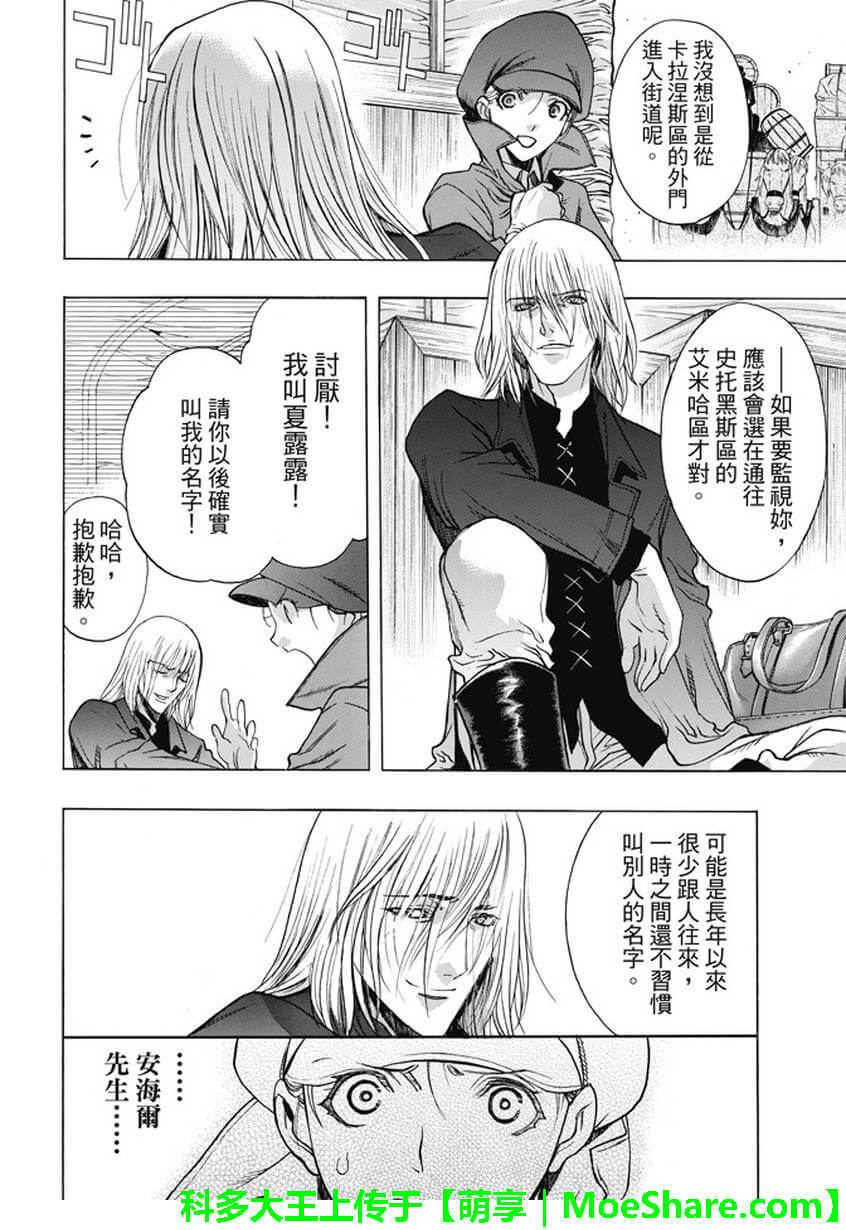 ゴトゴト
我沒想到是從
卡拉涅斯區的外門
進入街道呢。
——如果要監視妳，
應該會選在通往
史托黑斯區的
艾米哈區才對。
討厭！
我叫夏露露！
請你以後確實
叫我的名字！
哈哈，
抱歉抱歉。
可能是長年以來
很少跟人往來，
一時之間還不習慣
叫別人的名字。
……
安海爾
先生……
科多大王上传于【萌享｜MoeShare.com】